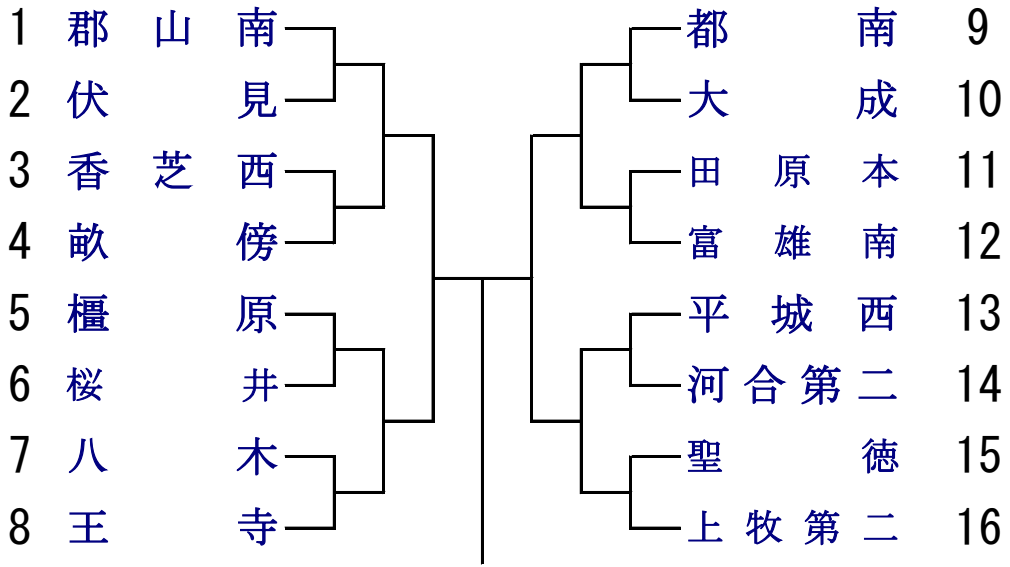 1 郡山南
2 伏見
3 香芝西
4 畝傍
5 橿原
6 桜井
7 八木
8 王寺
都南 9
大成 10
田原本 11
富雄南 12
平城西 13
河合第二 14
聖徳 15
上牧第二 16